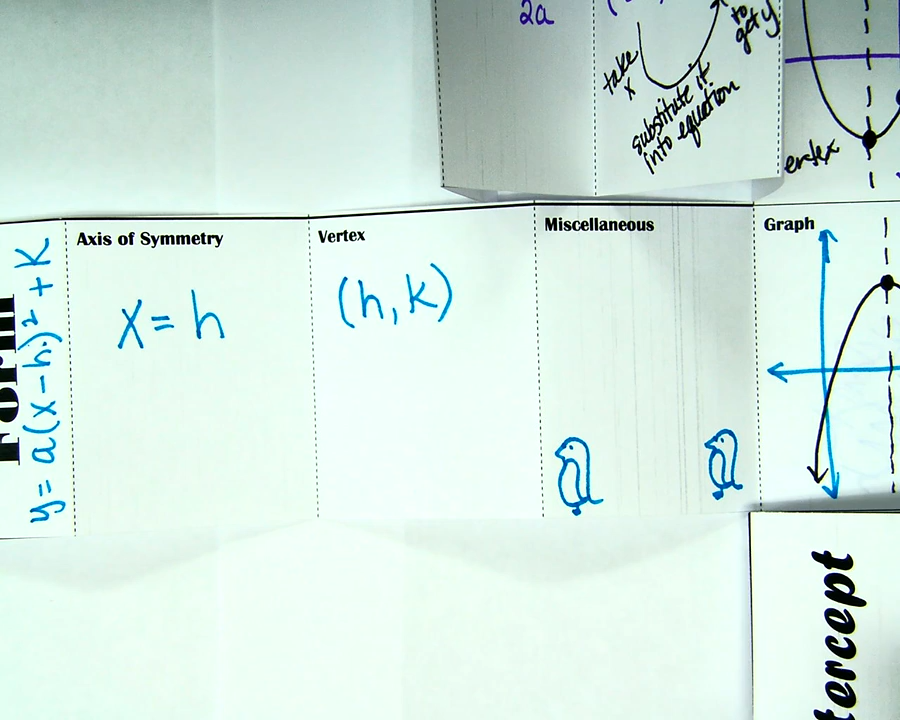 2a
take
x
substitute it
into equation
to
get y
ertex
Form
y = a(x-h)² + K
Axis of Symmetry
x = h
Vertex
(h, k)
Miscellaneous
Graph
tercept